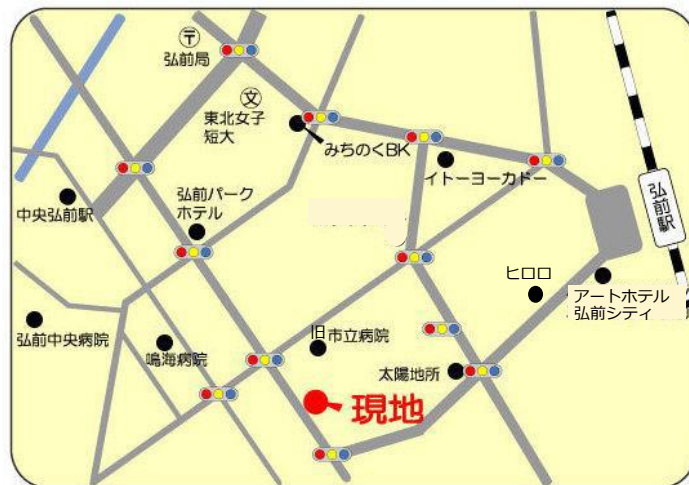 〒
弘前局
文
東北女子
短大
みちのくBK
イトーヨーカドー
弘前駅
中央弘前駅
弘前パーク
ホテル
ヒロロ
アートホテル
弘前シティ
弘前中央病院
鳴海病院
旧市立病院
太陽地所
現地